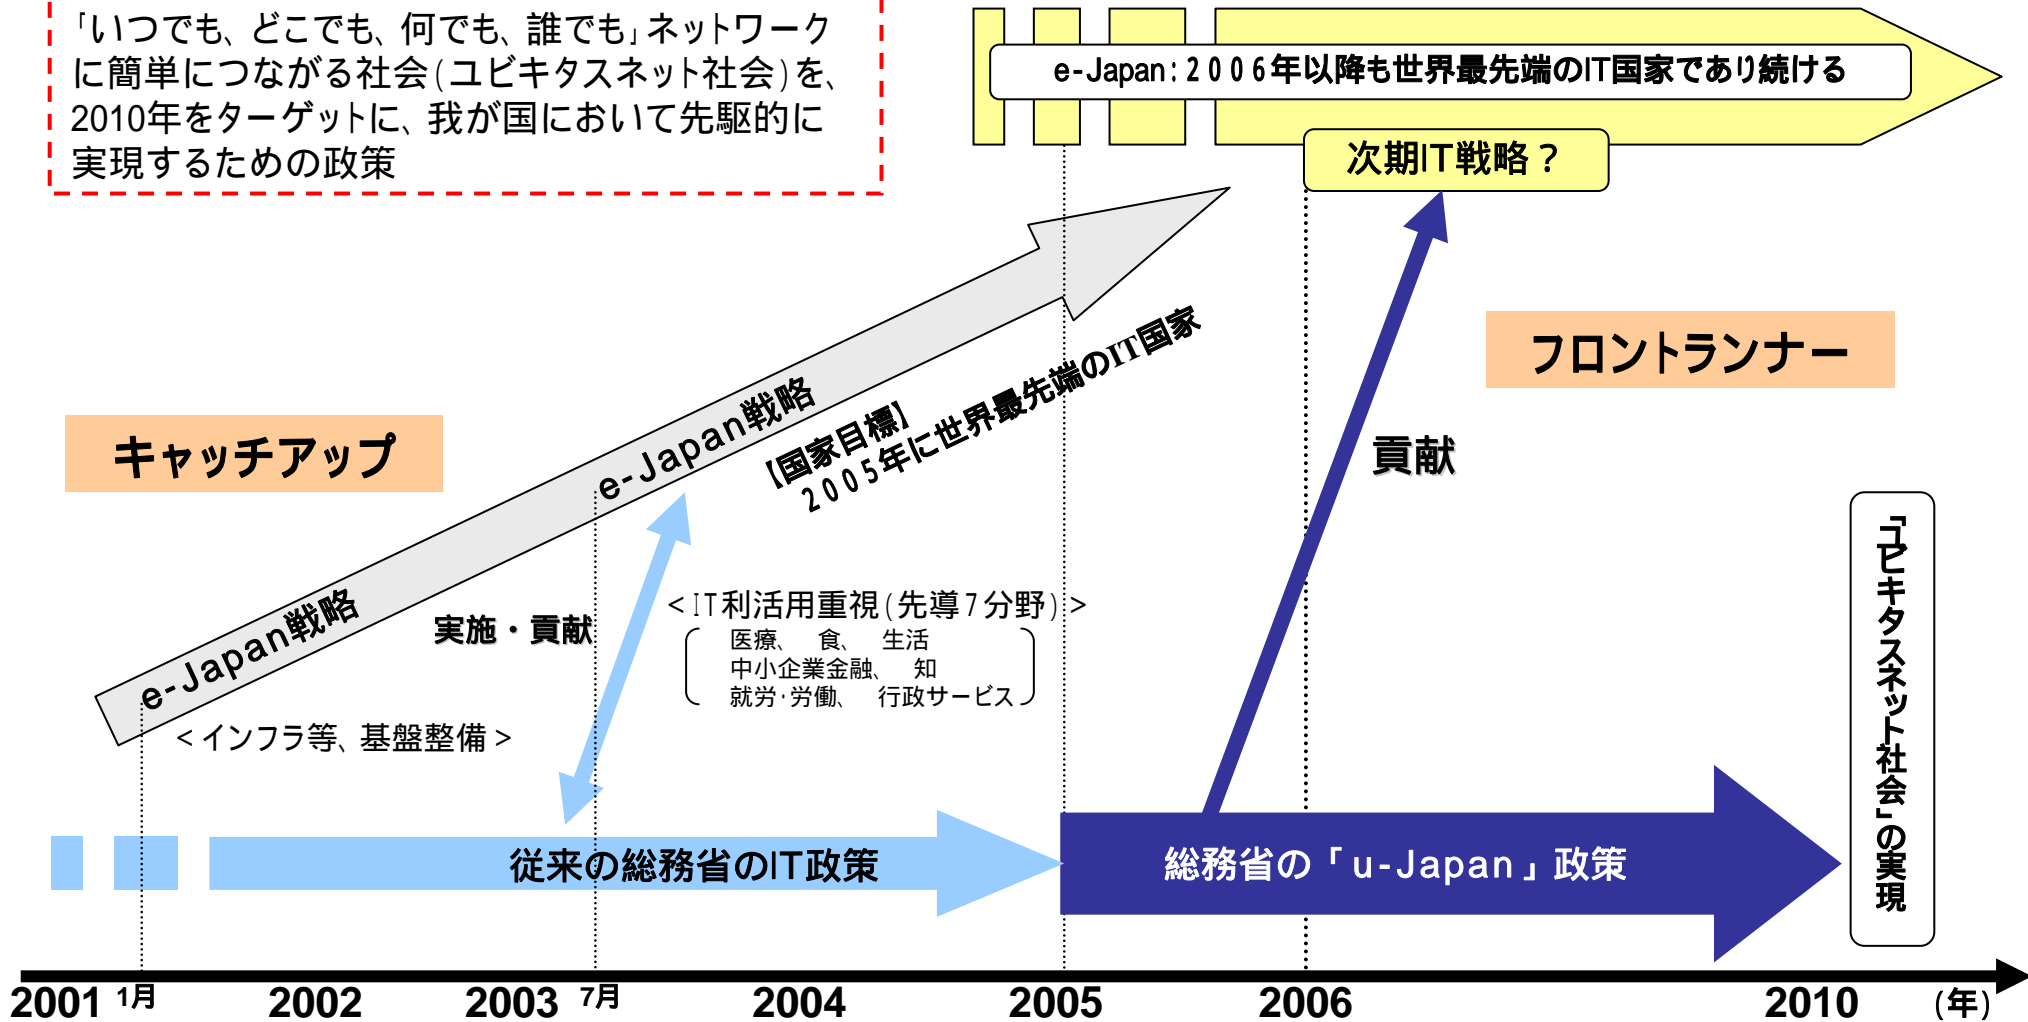 「いつでも、どこでも、何でも、誰でも」ネットワーク
に簡単につながる社会(ユビキタスネット社会)を、
2010年をターゲットに、我が国において先駆的に
実現するための政策
e-Japan:2006年以降も世界最先端のIT国家であり続ける
次期IT戦略？
フロントランナー
キャッチアップ
e-Japan戦略
【国家目標】
2005年に世界最先端のIT国家
貢献
e-Japan戦略
実施・貢献
<IT利活用重視(先導7分野)>
医療、　食、　生活
中小企業金融、　知
就労・労働、　行政サービス
<インフラ等、基盤整備>
「ユビキタスネット社会」の実現
従来の総務省のIT政策
総務省の「u-Japan」政策
2001 1月 2002 2003 7月 2004 2005 2006 2010 (年)